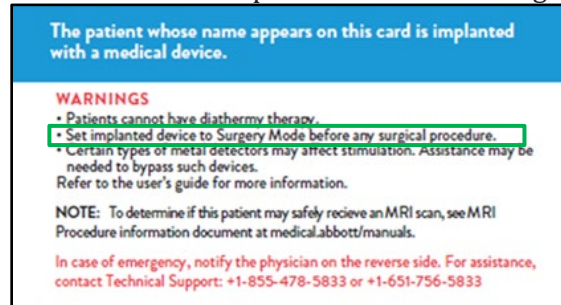 The patient whose name appears on this card is implanted
with a medical device.
WARNINGS
• Patients cannot have diathermy therapy.
• Set implanted device to Surgery Mode before any surgical procedure.
• Certain types of metal detectors may affect stimulation. Assistance may be
needed to bypass such devices.
Refer to the user's guide for more information.
NOTE: To determine if this patient may safely recieve an MRI scan, see MRI
Procedure information document at medical.abbott/manuals.
In case of emergency, notify the physician on the reverse side. For assistance,
contact Technical Support: +1-855-478-5833 or +1-651-756-5833